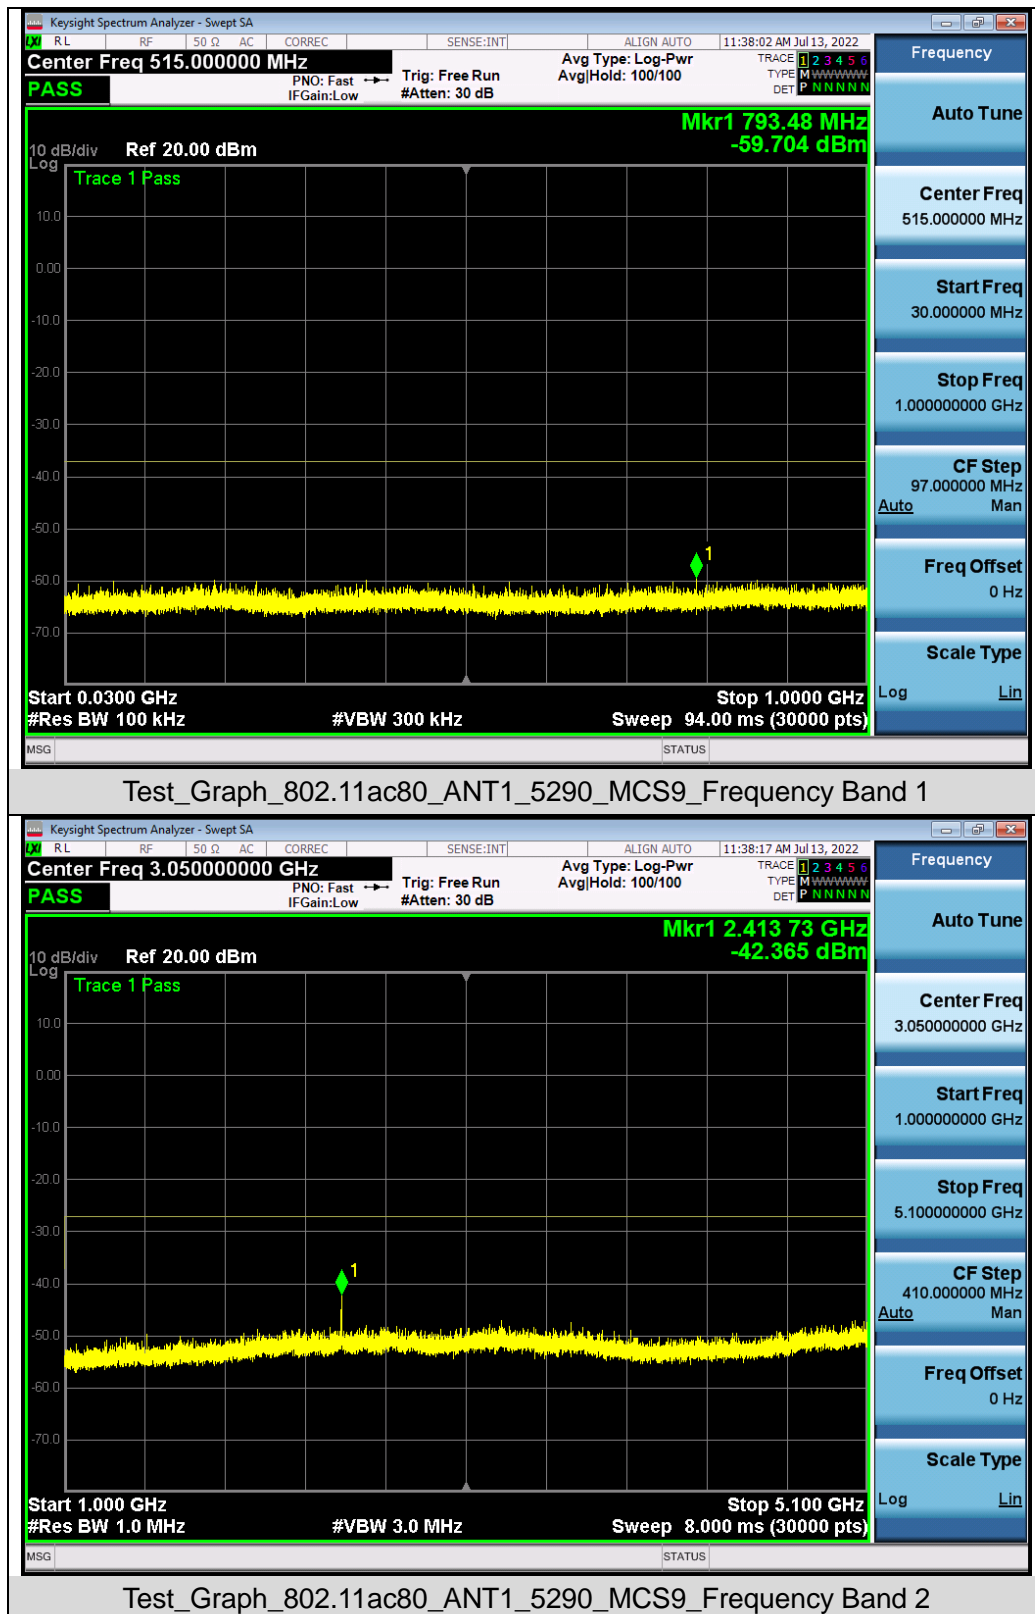 Keysight Spectrum Analyzer - Swept SA
LXI RL RF 50 Ω AC CORREC SENSE:INT ALIGN AUTO 11:38:02 AM Jul 13, 2022
Center Freq 515.000000 MHz
PASS
PNO: Fast
IFGain:Low
Trig: Free Run
#Atten: 30 dB
Avg Type: Log-Pwr
Avg|Hold: 100/100
TRACE 1 2 3 4 5 6
TYPE M WWWWW
DET P N N N N N
Mkr1 793.48 MHz
-59.704 dBm
10 dB/div Ref 20.00 dBm
Log
Trace 1 Pass
10.0
0.00
-10.0
-20.0
-30.0
-40.0
-50.0
1
-60.0
-70.0
Start 0.0300 GHz Stop 1.0000 GHz
#Res BW 100 kHz #VBW 300 kHz Sweep 94.00 ms (30000 pts)
MSG STATUS
Frequency
Auto Tune
Center Freq
515.000000 MHz
Start Freq
30.000000 MHz
Stop Freq
1.000000000 GHz
CF Step
97.000000 MHz
Auto Man
Freq Offset
0 Hz
Scale Type
Log Lin
Test_Graph_802.11ac80_ANT1_5290_MCS9_Frequency Band 1
Keysight Spectrum Analyzer - Swept SA
LXI RL RF 50 Ω AC CORREC SENSE:INT ALIGN AUTO 11:38:17 AM Jul 13, 2022
Center Freq 3.050000000 GHz
PASS
PNO: Fast
IFGain:Low
Trig: Free Run
#Atten: 30 dB
Avg Type: Log-Pwr
Avg|Hold: 100/100
TRACE 1 2 3 4 5 6
TYPE M WWWWW
DET P N N N N N
Mkr1 2.413 73 GHz
-42.365 dBm
10 dB/div Ref 20.00 dBm
Log
Trace 1 Pass
10.0
0.00
-10.0
-20.0
-30.0
1
-40.0
-50.0
-60.0
-70.0
Start 1.000 GHz Stop 5.100 GHz
#Res BW 1.0 MHz #VBW 3.0 MHz Sweep 8.000 ms (30000 pts)
MSG STATUS
Frequency
Auto Tune
Center Freq
3.050000000 GHz
Start Freq
1.000000000 GHz
Stop Freq
5.100000000 GHz
CF Step
410.000000 MHz
Auto Man
Freq Offset
0 Hz
Scale Type
Log Lin
Test_Graph_802.11ac80_ANT1_5290_MCS9_Frequency Band 2